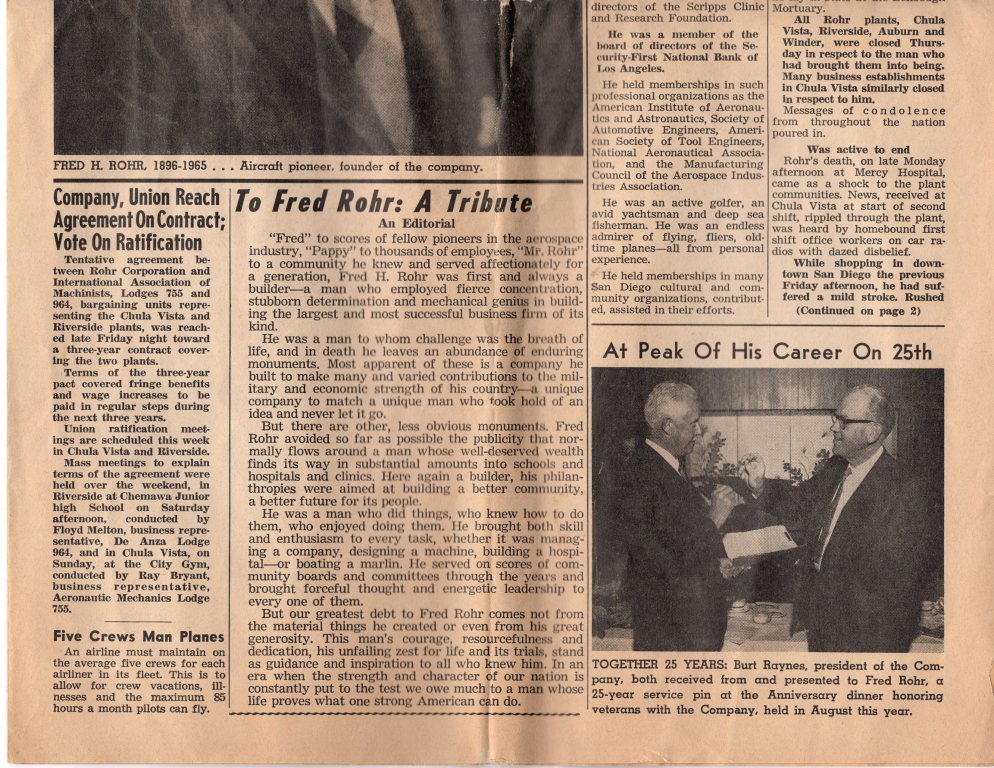 FRED H. ROHR, 1896-1965 . . . Aircraft pioneer, founder of the company.
Company, Union Reach
Agreement On Contract;
Vote On Ratification
Tentative agreement be-
tween Rohr Corporation and
International Association of
Machinists, Lodges 755 and
964, bargaining units repre-
senting the Chula Vista and
Riverside plants, was reach-
ed late Friday night toward
a three-year contract cover-
ing the two plants.
Terms of the three-year
pact covered fringe benefits
and wage increases to be
paid in regular steps during
the next three years.
Union ratification meet-
ings are scheduled this week
in Chula Vista and Riverside.
Mass meetings to explain
terms of the agreement were
held over the weekend, in
Riverside at Chemawa Junior
high School on Saturday
afternoon, conducted by
Floyd Melton, business repre-
sentative, De Anza Lodge
964, and in Chula Vista, on
Sunday, at the City Gym,
conducted by Ray Bryant,
business representative,
Aeronautic Mechanics Lodge
755.
Five Crews Man Planes
An airline must maintain on
the average five crews for each
airliner in its fleet. This is to
allow for crew vacations, ill-
nesses and the maximum 85
hours a month pilots can fly.
To Fred Rohr: A Tribute
An Editorial
"Fred" to scores of fellow pioneers in the aerospace
industry, "Pappy" to thousands of employees, "Mr. Rohr"
to a community he knew and served affectionately for
a generation, Fred H. Rohr was first and always a
builder—a man who employed fierce concentration,
stubborn determination and mechanical genius in build-
ing the largest and most successful business firm of its
kind.
He was a man to whom challenge was the breath of
life, and in death he leaves an abundance of enduring
monuments. Most apparent of these is a company he
built to make many and varied contributions to the mil-
itary and economic strength of his country—a unique
company to match a unique man who took hold of an
idea and never let it go.
But there are other, less obvious monuments. Fred
Rohr avoided so far as possible the publicity that nor-
mally flows around a man whose well-deserved wealth
finds its way in substantial amounts into schools and
hospitals and clinics. Here again a builder, his philan-
thropies were aimed at building a better community,
a better future for its people.
He was a man who did things, who knew how to do
them, who enjoyed doing them. He brought both skill
and enthusiasm to every task, whether it was manag-
ing a company, designing a machine, building a hospi-
tal—or boating a marlin. He served on scores of com-
munity boards and committees through the years and
brought forceful thought and energetic leadership to
every one of them.
But our greatest debt to Fred Rohr comes not from
the material things he created or even from his great
generosity. This man's courage, resourcefulness and
dedication, his unfailing zest for life and its trials, stand
as guidance and inspiration to all who knew him. In an
era when the strength and character of our nation is
constantly put to the test we owe much to a man whose
life proves what one strong American can do.
directors of the Scripps Clinic
and Research Foundation.
He was a member of the
board of directors of the Se-
curity-First National Bank of
Los Angeles.
He held memberships in such
professional organizations as the
American Institute of Aeronau-
tics and Astronautics, Society of
Automotive Engineers, Ameri-
can Society of Tool Engineers,
National Aeronautical Associa-
tion, and the Manufacturing
Council of the Aerospace Indus-
tries Association.
He was an active golfer, an
avid yachtsman and deep sea
fisherman. He was an endless
admirer of flying, fliers, old-
time planes—all from personal
experience.
He held memberships in many
San Diego cultural and com-
munity organizations, contribut-
ed, assisted in their efforts.
Mortuary.
All Rohr plants, Chula
Vista, Riverside, Auburn and
Winder, were closed Thurs-
day in respect to the man who
had brought them into being.
Many business establishments
in Chula Vista similarly closed
in respect to him.
Messages of condolence
from throughout the nation
poured in.
Was active to end
Rohr's death, on late Monday
afternoon at Mercy Hospital,
came as a shock to the plant
communities. News, received at
Chula Vista at start of second
shift, rippled through the plant,
was heard by homebound first
shift office workers on car ra-
dios with dazed disbelief.
While shopping in down-
town San Diego the previous
Friday afternoon, he had suf-
fered a mild stroke. Rushed
(Continued on page 2)
At Peak Of His Career On 25th
TOGETHER 25 YEARS: Burt Raynes, president of the Com-
pany, both received from and presented to Fred Rohr, a
25-year service pin at the Anniversary dinner honoring
veterans with the Company, held in August this year.